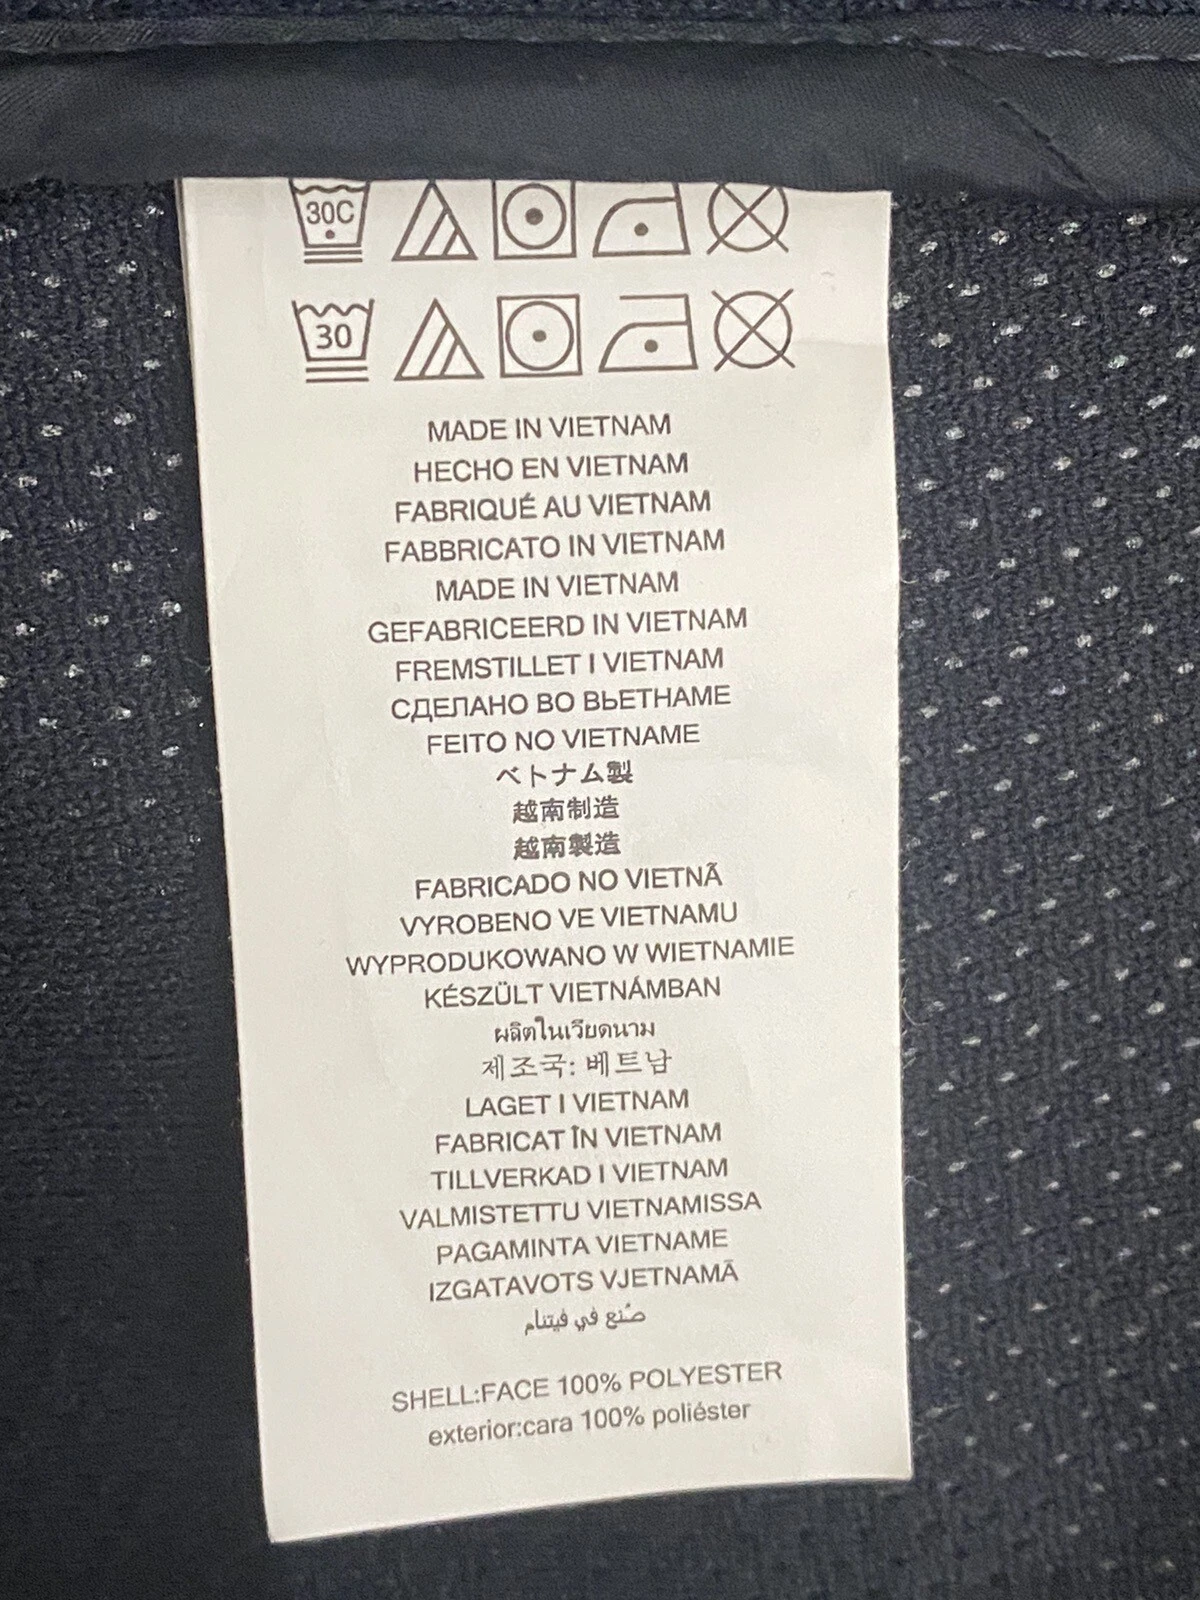 30C
30
MADE IN VIETNAM
HECHO EN VIETNAM
FABRIQUÉ AU VIETNAM
FABBRICATO IN VIETNAM
MADE IN VIETNAM
GEFABRICEERD IN VIETNAM
FREMSTILLET I VIETNAM
СДЕЛАНО ВО ВЬЕТНАМЕ
FEITO NO VIETNAME
ベトナム製
越南制造
越南製造
FABRICADO NO VIETNÃ
VYROBENO VE VIETNAMU
WYPRODUKOWANO W WIETNAMIE
KÉSZÜLT VIETNÁMBAN
ผลิตในเวียดนาม
제조국: 베트남
LAGET I VIETNAM
FABRICAT ÎN VIETNAM
TILLVERKAD I VIETNAM
VALMISTETTU VIETNAMISSA
PAGAMINTA VIETNAME
IZGATAVOTS VJETNAMĀ
صُنع في فيتنام
SHELL:FACE 100% POLYESTER
exterior:cara 100% poliéster